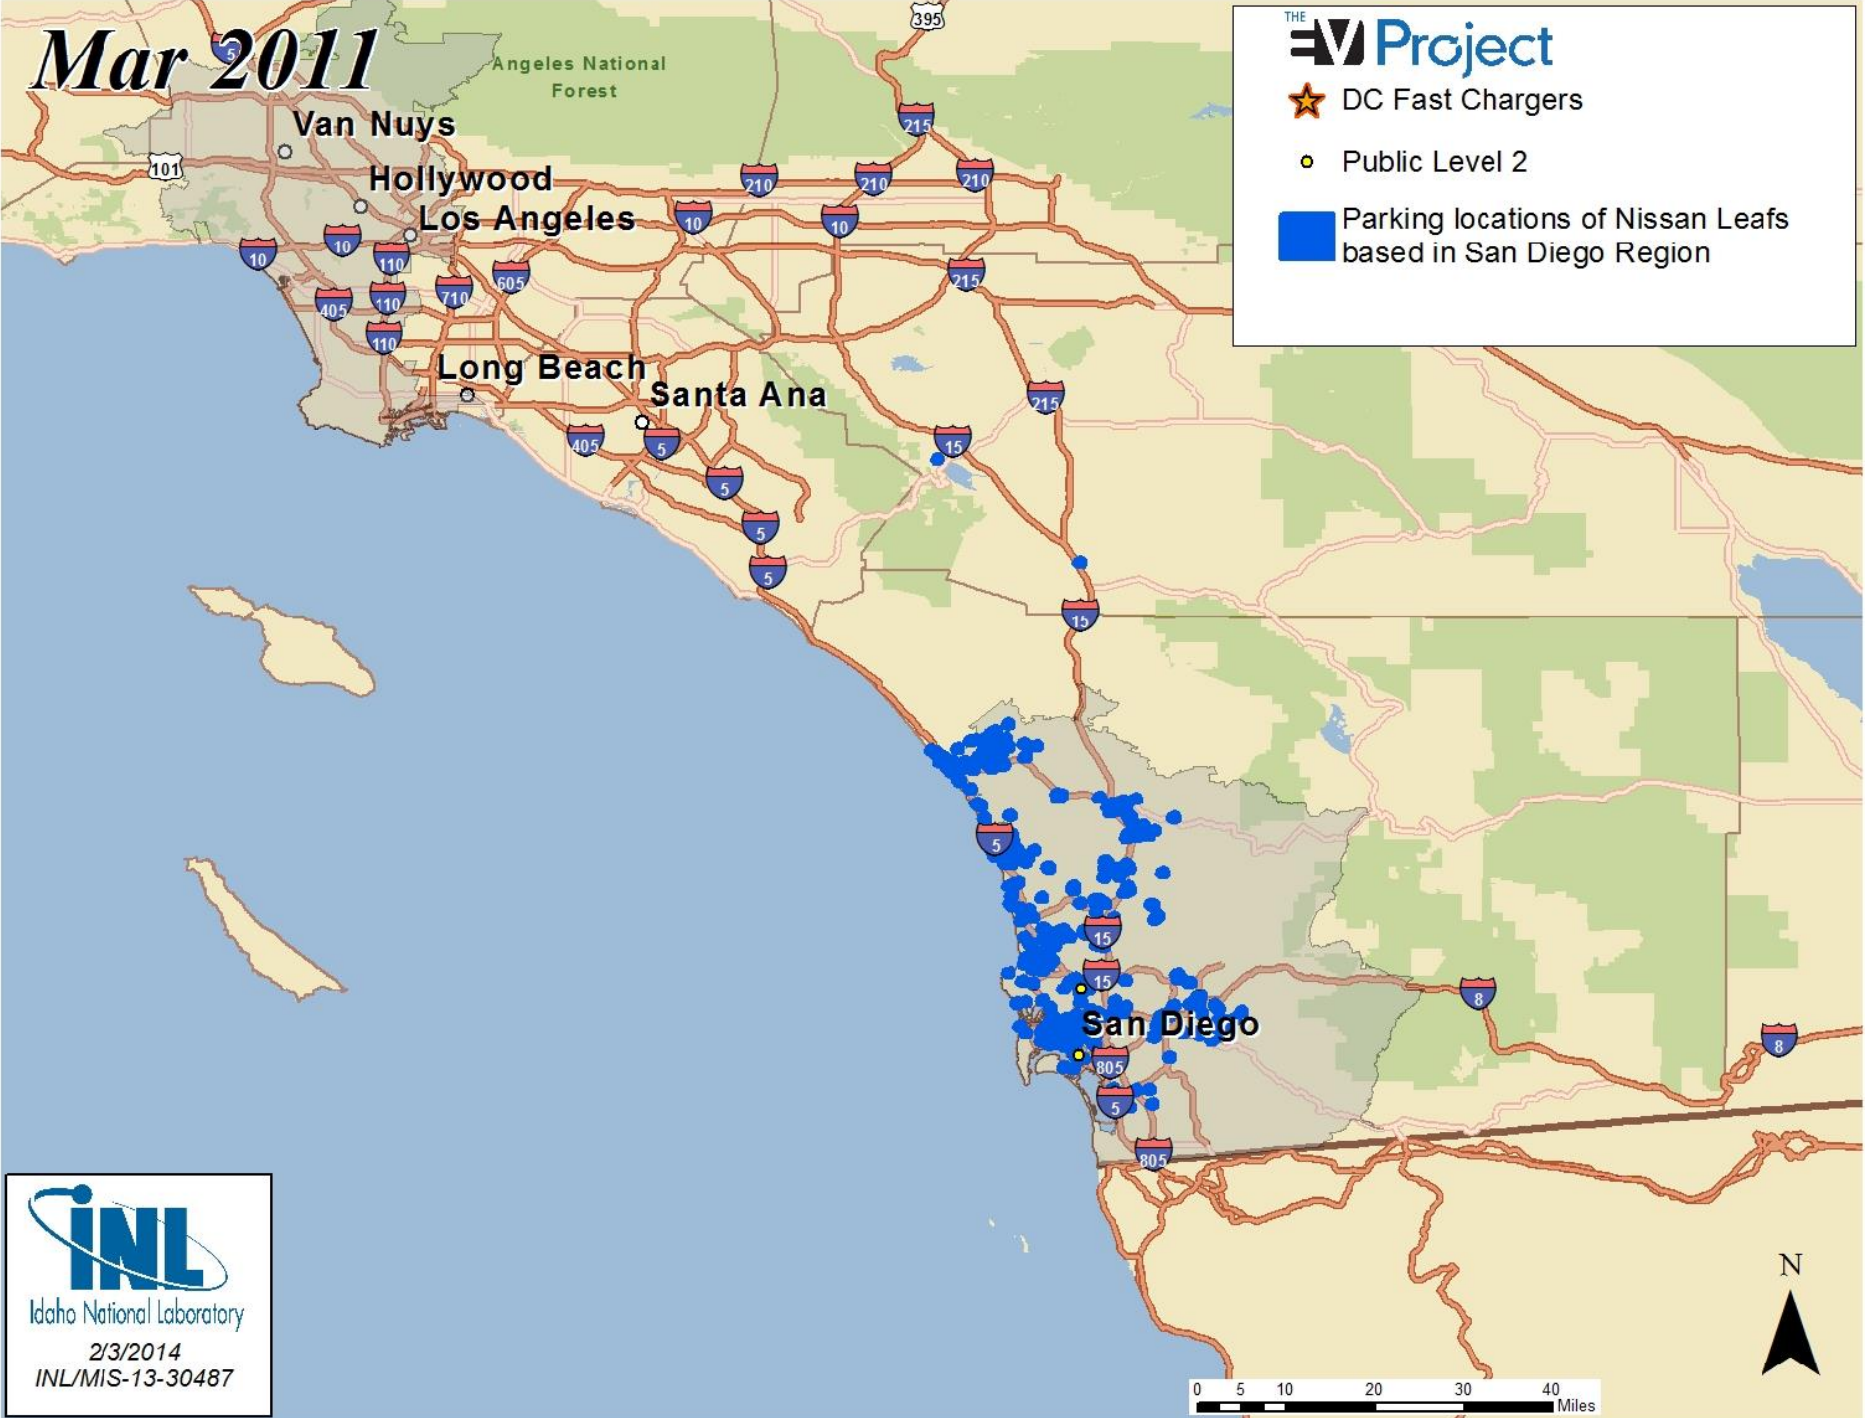 Mar 2011
THE
EV Project
DC Fast Chargers
Public Level 2
Parking locations of Nissan Leafs
based in San Diego Region
395
5
Angeles National
Forest
Van Nuys
215
101
Hollywood
210
210
210
Los Angeles
10
10
10
10
110
215
605
710
110
405
110
Long Beach
Santa Ana
215
405
5
15
5
5
5
15
5
15
15
8
San Diego
8
805
5
805
iNL
Idaho National Laboratory
2/3/2014
INL/MIS-13-30487
N
0 5 10 20 30 40
Miles